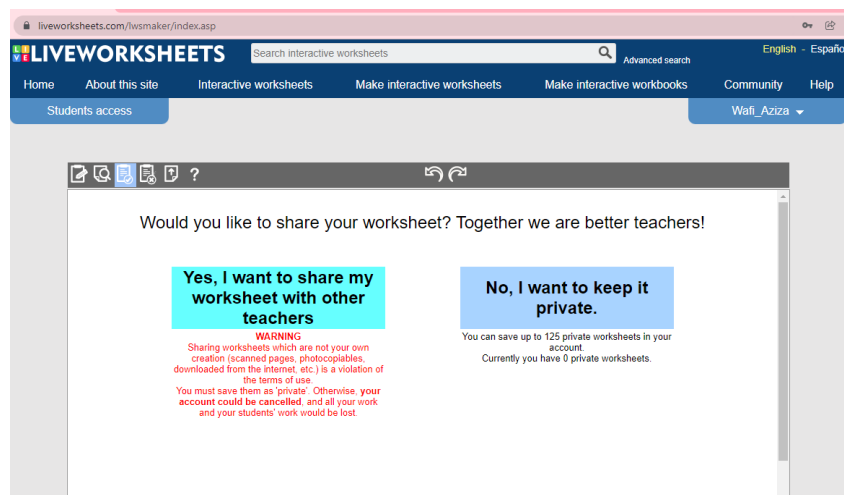 liveworksheets.com/lwsmaker/index.asp
LIVEWORKSHEETS
Search interactive worksheets
Advanced search
English - Españo
Home About this site Interactive worksheets Make interactive worksheets Make interactive workbooks Community Help
Students access
Wafi_Aziza
?
Would you like to share your worksheet? Together we are better teachers!
Yes, I want to share my
worksheet with other
teachers
WARNING
Sharing worksheets which are not your own
creation (scanned pages, photocopiables,
downloaded from the internet, etc.) is a violation of
the terms of use.
You must save them as 'private'. Otherwise, your
account could be cancelled, and all your work
and your students' work would be lost.
No, I want to keep it
private.
You can save up to 125 private worksheets in your
account.
Currently you have 0 private worksheets.